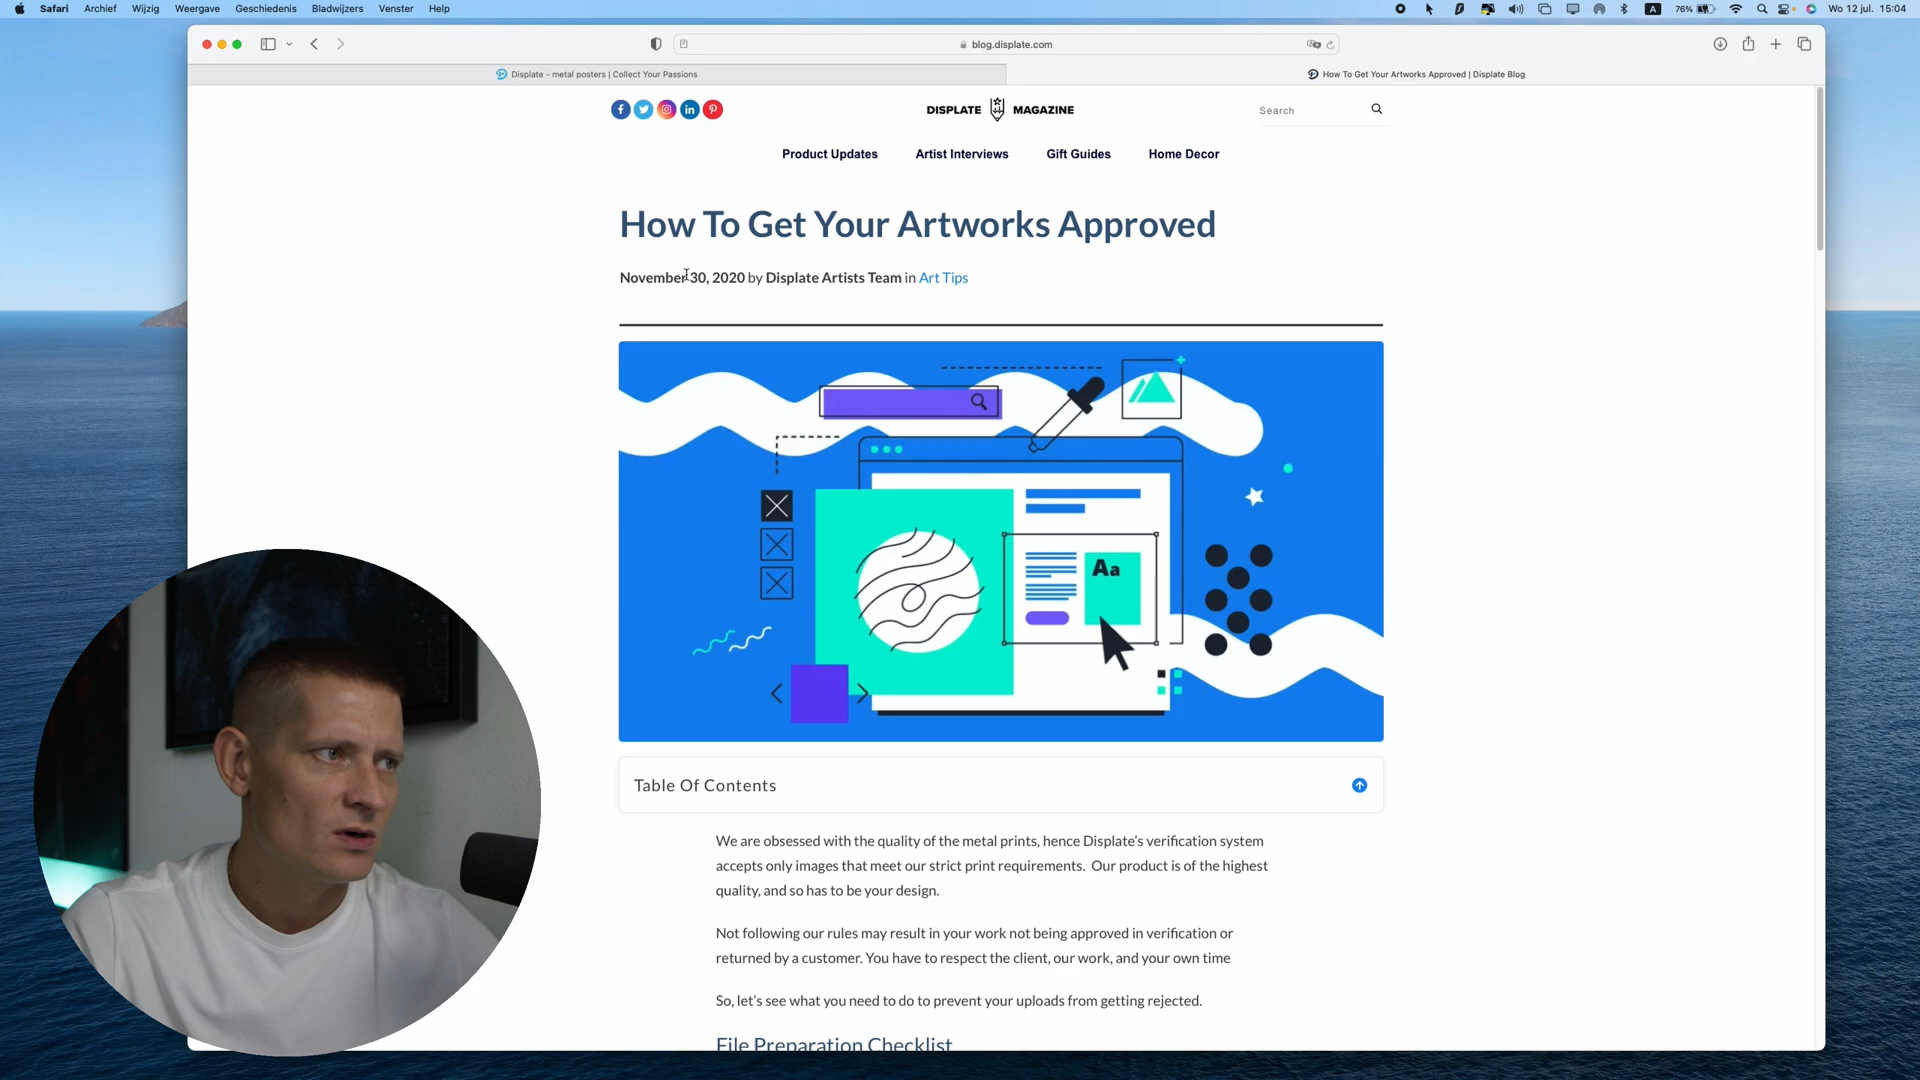 Safari Archief Wijzig Weergave Geschiedenis Bladwijzers Venster Help
A 76% Wo 12 jul. 15:04
blog.displate.com
Displate - metal posters | Collect Your Passions
How To Get Your Artworks Approved | Displate Blog
DISPLATE MAGAZINE
Search
Product Updates Artist Interviews Gift Guides Home Decor
How To Get Your Artworks Approved
November 30, 2020 by Displate Artists Team in Art Tips
Aa
Table Of Contents
We are obsessed with the quality of the metal prints, hence Displate's verification system
accepts only images that meet our strict print requirements. Our product is of the highest
quality, and so has to be your design.
Not following our rules may result in your work not being approved in verification or
returned by a customer. You have to respect the client, our work, and your own time
So, let's see what you need to do to prevent your uploads from getting rejected.
File Preparation Checklist